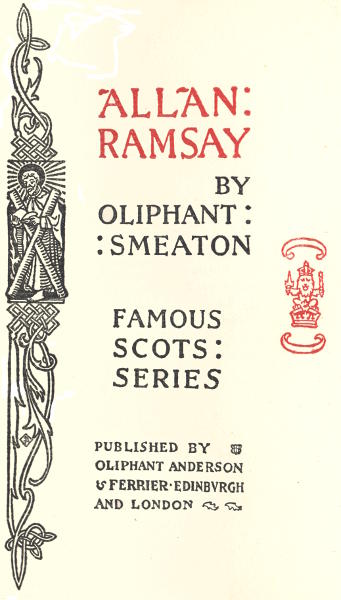 ALLAN:
RAMSAY
BY
OLIPHANT:
:SMEATON
FAMOUS
SCOTS:
SERIES
PUBLISHED BY
OLIPHANT ANDERSON
& FERRIER·EDINBVRGH
AND LONDON